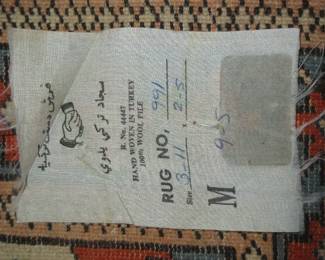 سجاد تركي يدوي
R. No. 44447
HAND WOVEN IN TURKEY
100% WOOL PILE
RUG NO. 991
Size 3-11 x 2-5
M 9-5